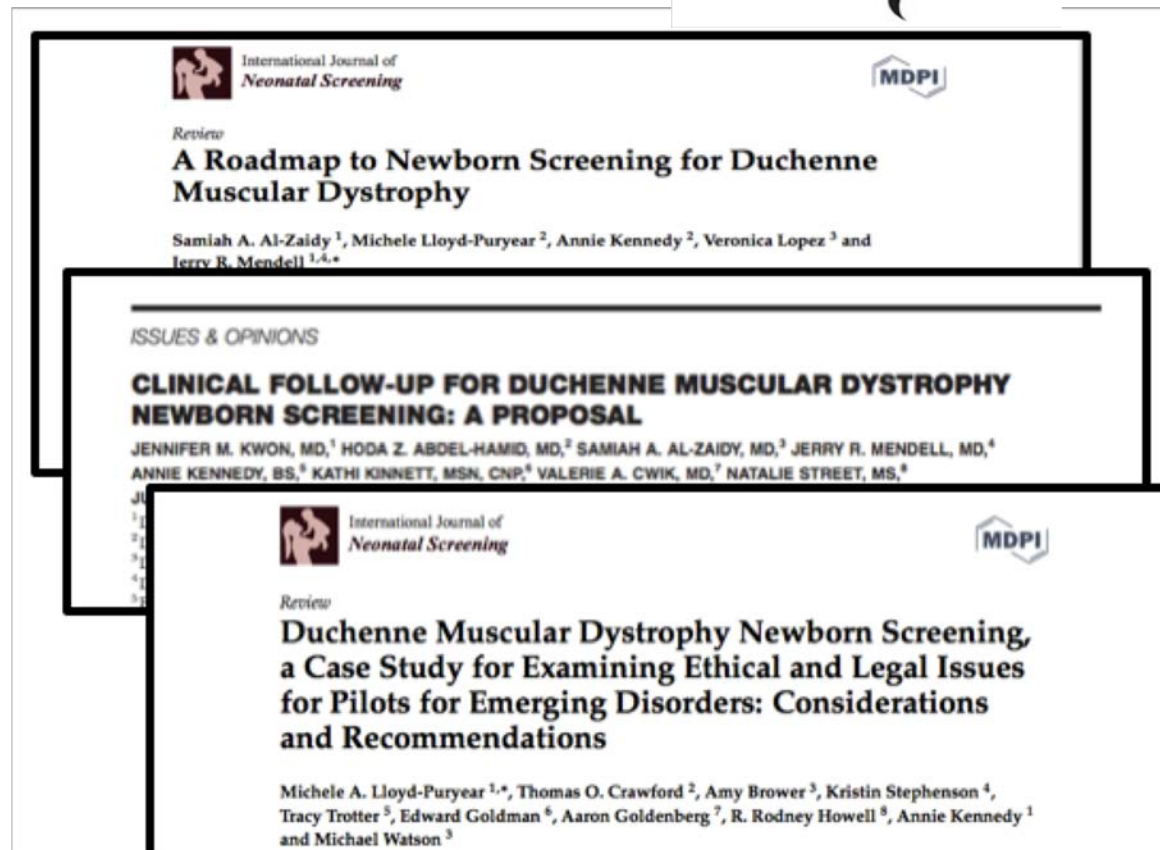 International Journal of
Neonatal Screening
MDPI
Review
A Roadmap to Newborn Screening for Duchenne
Muscular Dystrophy
Samiah A. Al-Zaidy 1, Michele Lloyd-Puryear 2, Annie Kennedy 2, Veronica Lopez 3 and
Jerry R. Mendell 1,4,*
ISSUES & OPINIONS
CLINICAL FOLLOW-UP FOR DUCHENNE MUSCULAR DYSTROPHY
NEWBORN SCREENING: A PROPOSAL
JENNIFER M. KWON, MD,1 HODA Z. ABDEL-HAMID, MD,2 SAMIAH A. AL-ZAIDY, MD,3 JERRY R. MENDELL, MD,4
ANNIE KENNEDY, BS,5 KATHI KINNETT, MSN, CNP,6 VALERIE A. CWIK, MD,7 NATALIE STREET, MS,8
International Journal of
Neonatal Screening
MDPI
Review
Duchenne Muscular Dystrophy Newborn Screening,
a Case Study for Examining Ethical and Legal Issues
for Pilots for Emerging Disorders: Considerations
and Recommendations
Michele A. Lloyd-Puryear 1,*, Thomas O. Crawford 2, Amy Brower 3, Kristin Stephenson 4,
Tracy Trotter 5, Edward Goldman 6, Aaron Goldenberg 7, R. Rodney Howell 8, Annie Kennedy 1
and Michael Watson 3